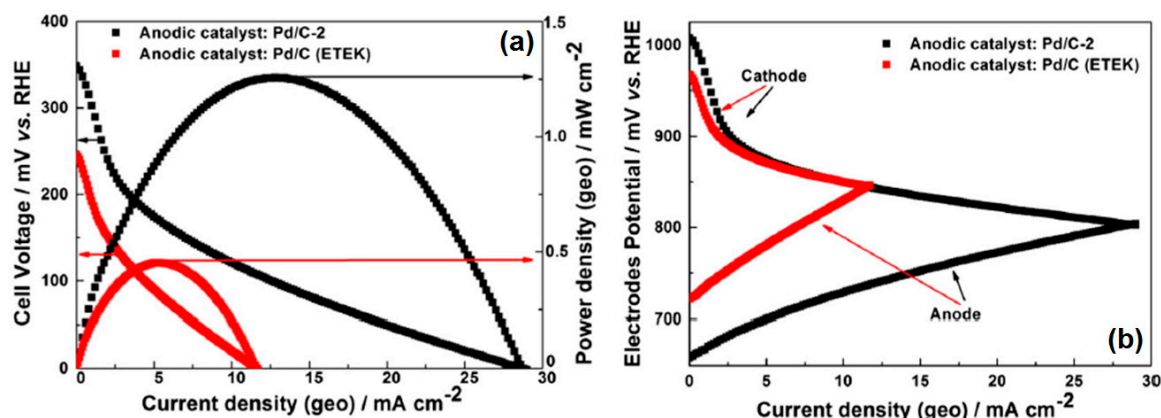 400
300
200
100
0
Cell Voltage / mV vs. RHE
Anodic catalyst: Pd/C-2
Anodic catalyst: Pd/C (ETEK)
(a)
1.5
1.0
0.5
0
Power density (geo) / mW cm-2
0 5 10 15 20 25 30
Current density (geo) / mA cm-2
1000
900
800
700
Electrodes Potential / mV vs. RHE
Anodic catalyst: Pd/C-2
Anodic catalyst: Pd/C (ETEK)
Cathode
Anode
(b)
0 5 10 15 20 25 30
Current density (geo) / mA cm-2